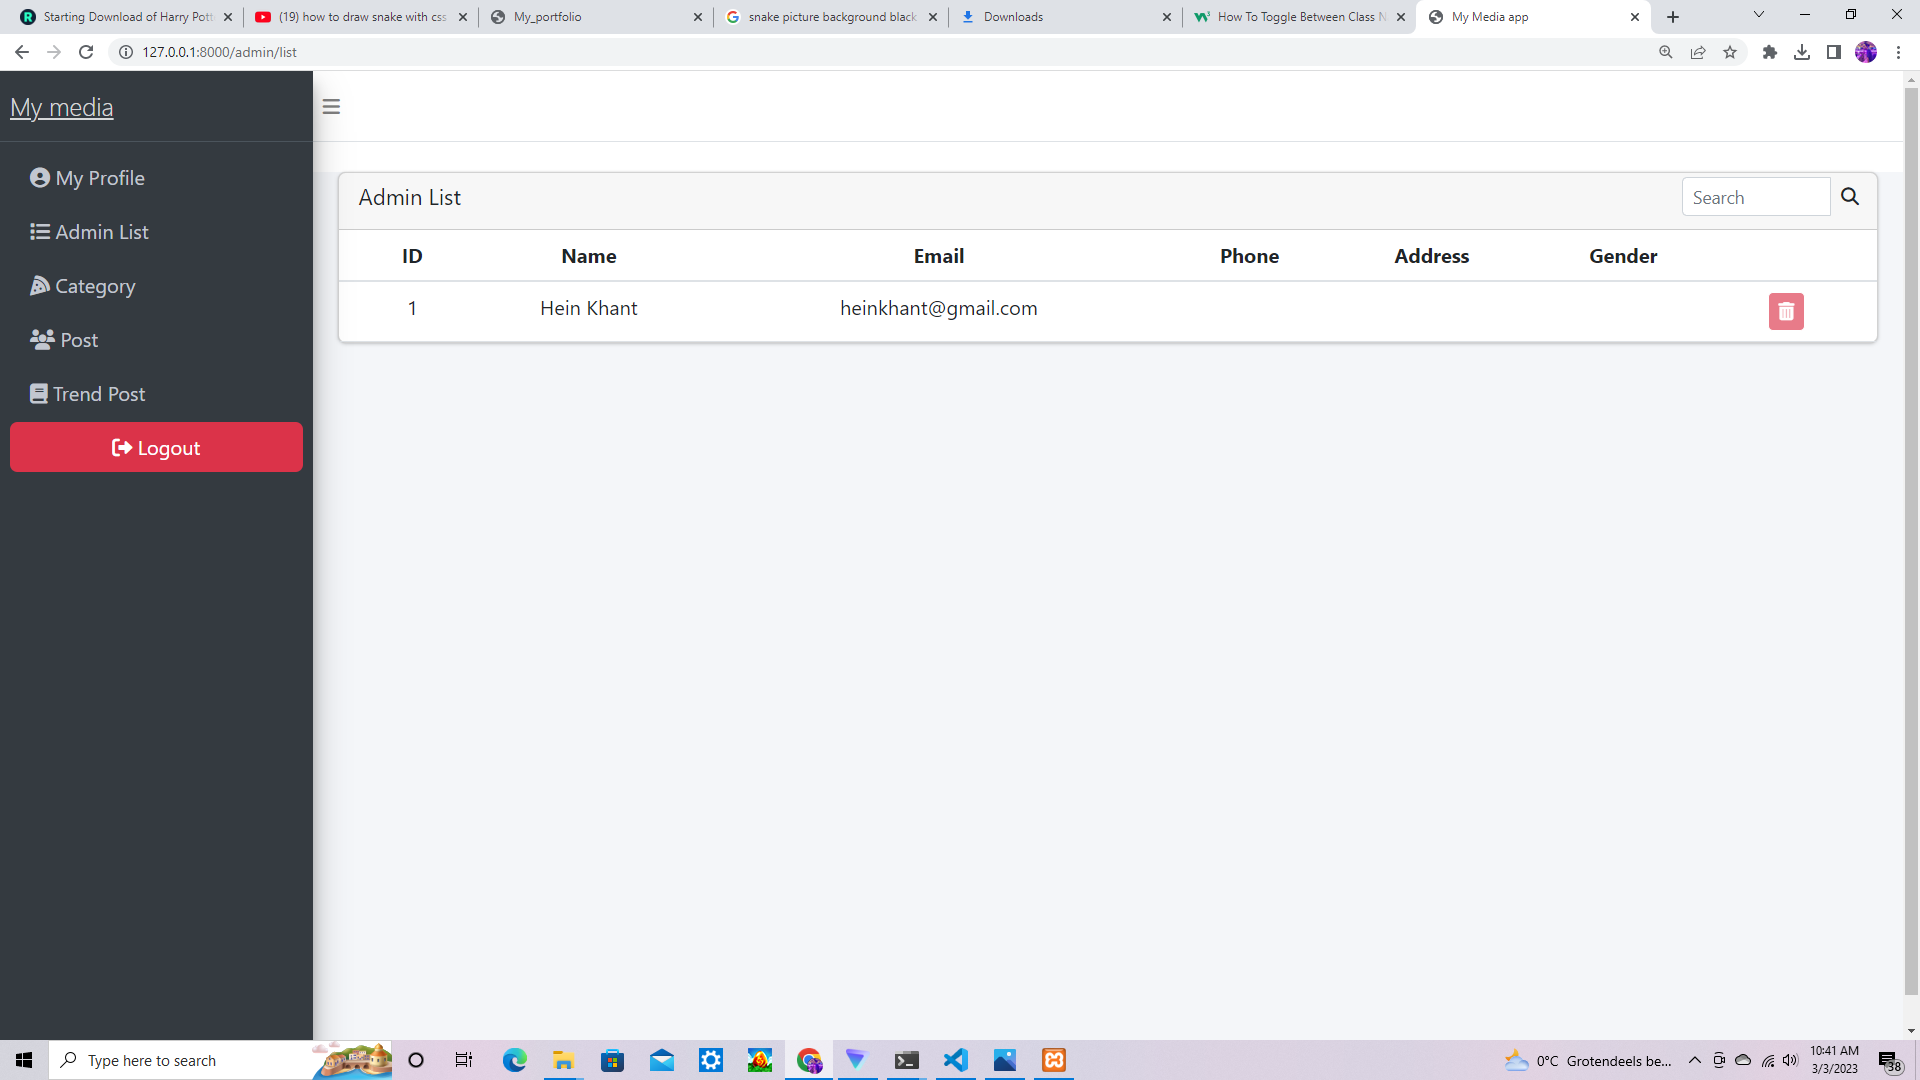 Starting Download of Harry Pott
(19) how to draw snake with css
My_portfolio
snake picture background black
Downloads
How To Toggle Between Class N
My Media app
127.0.0.1:8000/admin/list
My media
My Profile
Admin List
Category
Post
Trend Post
Logout
Admin List
Search
ID Name Email Phone Address Gender
1 Hein Khant heinkhant@gmail.com
Type here to search
0°C Grotendeels be...
10:41 AM
3/3/2023
38